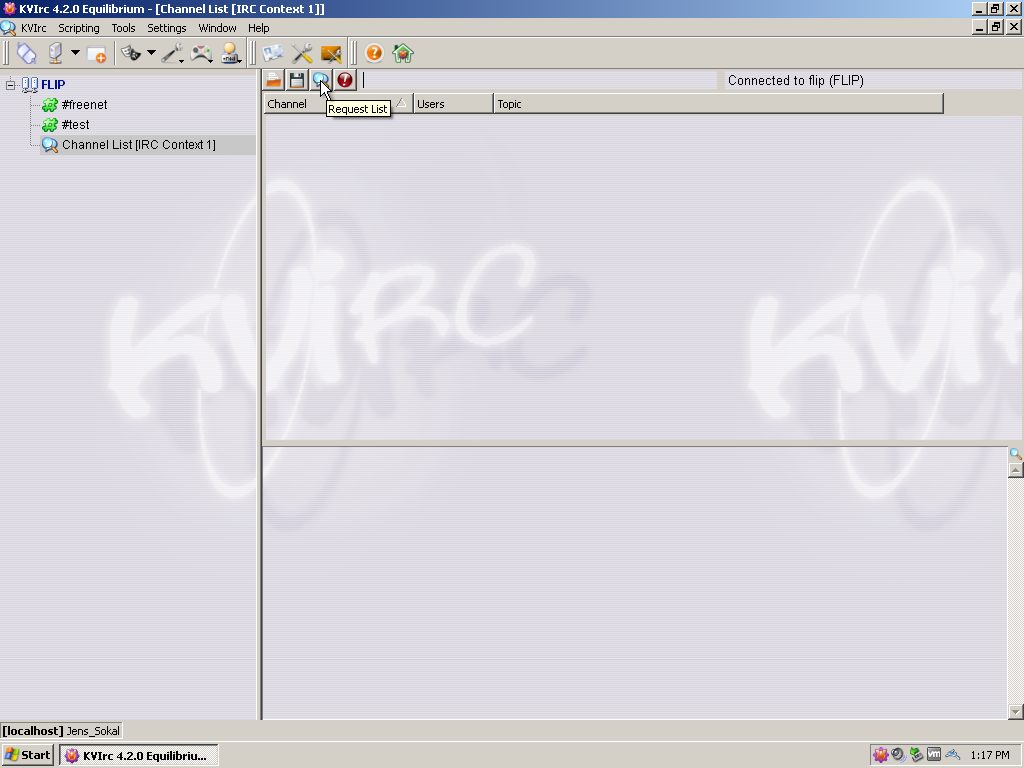 KVIrc 4.2.0 Equilibrium - [Channel List [IRC Context 1]]
KVIrc Scripting Tools Settings Window Help
FLIP
#freenet
#test
Channel List [IRC Context 1]
Connected to flip (FLIP)
Channel Users Topic
Request List
KVIRC
KVI
[localhost] Jens_Sokal
Start KVIrc 4.2.0 Equilibriu... 1:17 PM